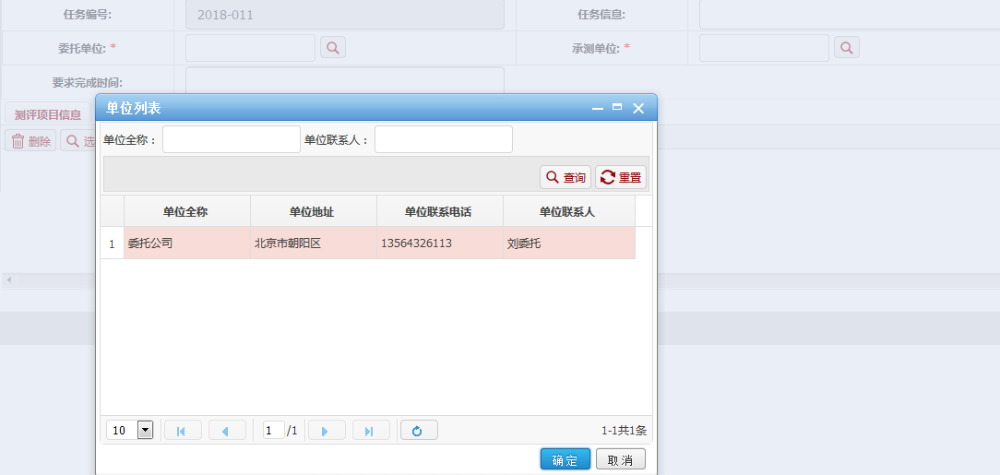 任务编号: 2018-011 任务信息:
委托单位: * 承测单位: *
要求完成时间:
单位列表
测评项目信息
删除 选
单位全称： 单位联系人：
查询 重置
单位全称 单位地址 单位联系电话 单位联系人
1 委托公司 北京市朝阳区 13564326113 刘委托
10 1 /1 1-1共1条
确定 取消